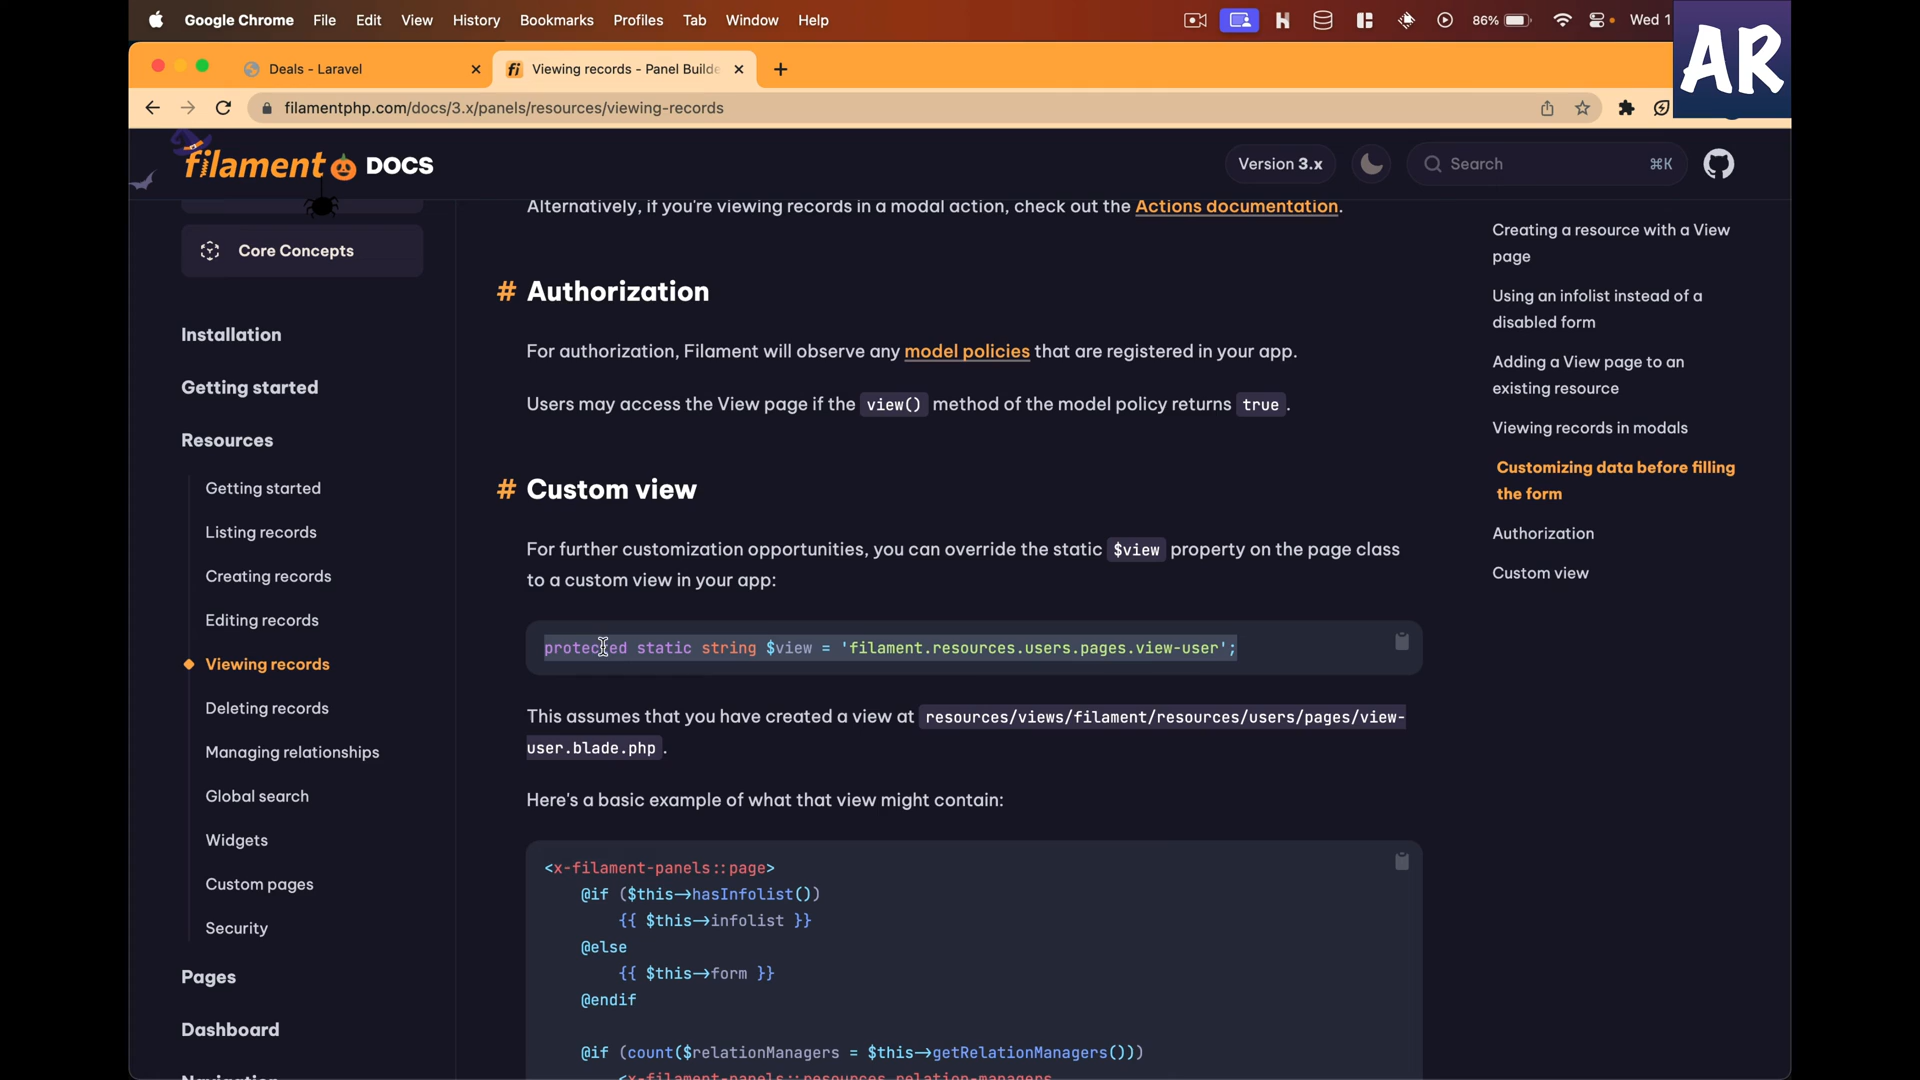 Google Chrome File Edit View History Bookmarks Profiles Tab Window Help 86% Wed 1
AR
Deals - Laravel
Viewing records - Panel Builde
filamentphp.com/docs/3.x/panels/resources/viewing-records
filament DOCS
Version 3.x
Search ⌘K
Core Concepts
Installation
Getting started
Resources
Getting started
Listing records
Creating records
Editing records
Viewing records
Deleting records
Managing relationships
Global search
Widgets
Custom pages
Security
Pages
Dashboard
Alternatively, if you're viewing records in a modal action, check out the Actions documentation.
# Authorization
For authorization, Filament will observe any model policies that are registered in your app.
Users may access the View page if the view() method of the model policy returns true.
# Custom view
For further customization opportunities, you can override the static $view property on the page class
to a custom view in your app:
protected static string $view = 'filament.resources.users.pages.view-user';
This assumes that you have created a view at resources/views/filament/resources/users/pages/view-
user.blade.php.
Here's a basic example of what that view might contain:
<x-filament-panels::page>
@if ($this->hasInfolist())
{{ $this->infolist }}
@else
{{ $this->form }}
@endif
@if (count($relationManagers = $this->getRelationManagers()))
<x-filament-panels::resources.relation-managers
Creating a resource with a View
page
Using an infolist instead of a
disabled form
Adding a View page to an
existing resource
Viewing records in modals
Customizing data before filling
the form
Authorization
Custom view